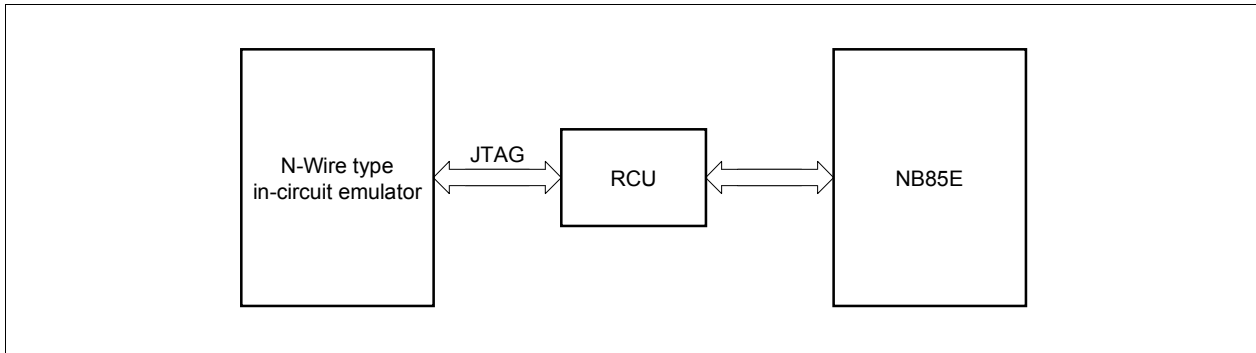 N-Wire type
in-circuit emulator
JTAG
RCU
NB85E